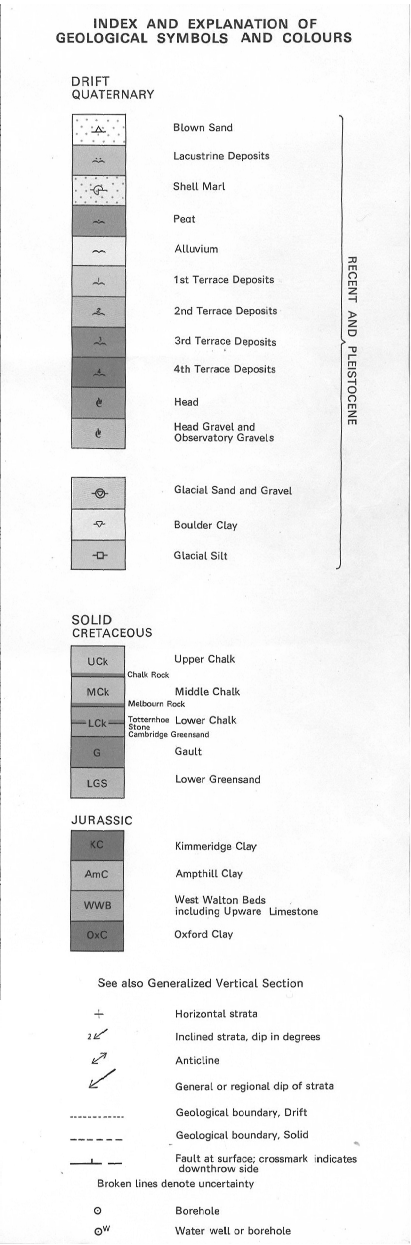 INDEX AND EXPLANATION OF
GEOLOGICAL SYMBOLS AND COLOURS
DRIFT
QUATERNARY
Blown Sand
Lacustrine Deposits
Shell Marl
Peat
Alluvium
1st Terrace Deposits
2nd Terrace Deposits
3rd Terrace Deposits
4th Terrace Deposits
Head
Head Gravel and
Observatory Gravels
Glacial Sand and Gravel
Boulder Clay
Glacial Silt
RECENT AND PLEISTOCENE
SOLID
CRETACEOUS
UCk Upper Chalk
Chalk Rock
MCk Middle Chalk
Melbourn Rock
LCk Totternhoe Lower Chalk
Stone
Cambridge Greensand
G Gault
LGS Lower Greensand
JURASSIC
KC Kimmeridge Clay
AmC Ampthill Clay
WWB West Walton Beds
including Upware Limestone
OxC Oxford Clay
See also Generalized Vertical Section
Horizontal strata
2 Inclined strata, dip in degrees
Anticline
General or regional dip of strata
Geological boundary, Drift
Geological boundary, Solid
Fault at surface; crossmark indicates
downthrow side
Broken lines denote uncertainty
Borehole
W Water well or borehole